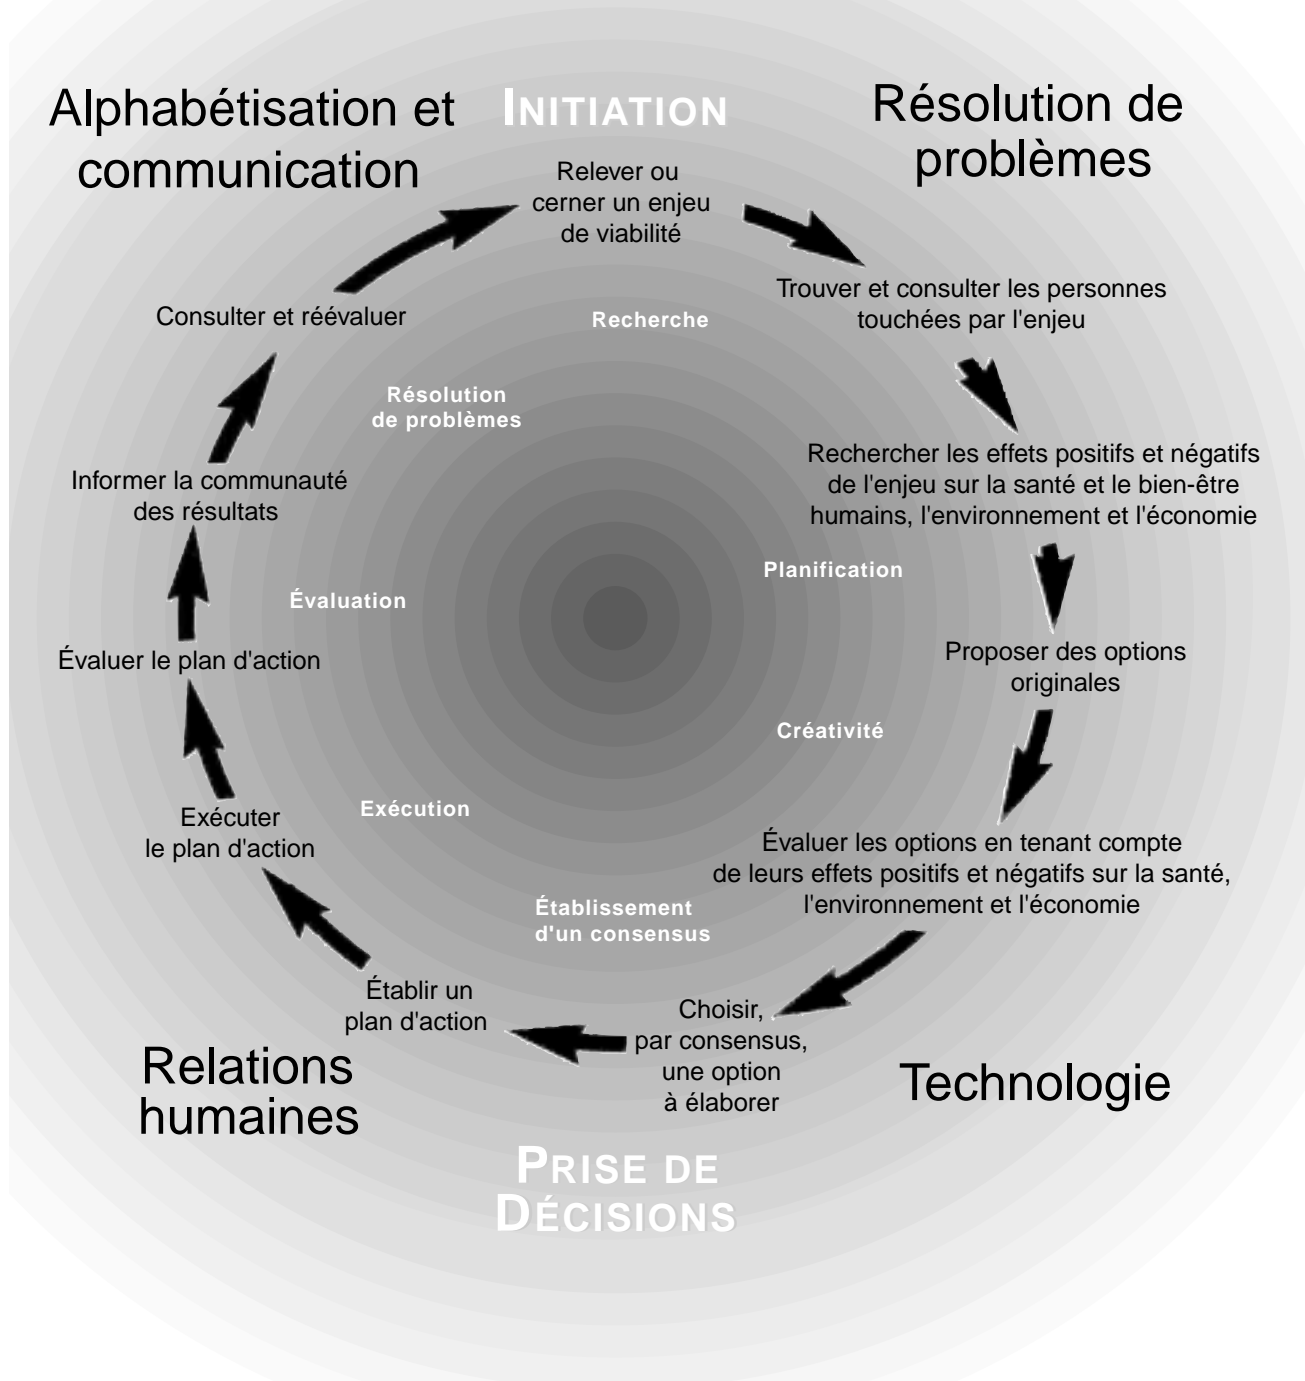 Alphabétisation et
communication
INITIATION
Résolution de
problèmes
Relever ou
cerner un enjeu
de viabilité
Trouver et consulter les personnes
touchées par l'enjeu
Rechercher les effets positifs et négatifs
de l'enjeu sur la santé et le bien-être
humains, l'environnement et l'économie
Proposer des options
originales
Évaluer les options en tenant compte
de leurs effets positifs et négatifs sur la santé,
l'environnement et l'économie
Choisir,
par consensus,
une option
à élaborer
Établir un
plan d'action
Exécuter
le plan d'action
Évaluer le plan d'action
Informer la communauté
des résultats
Consulter et réévaluer
Recherche
Planification
Créativité
Établissement
d'un consensus
Exécution
Évaluation
Résolution
de problèmes
Relations
humaines
Technologie
PRISE DE
DÉCISIONS